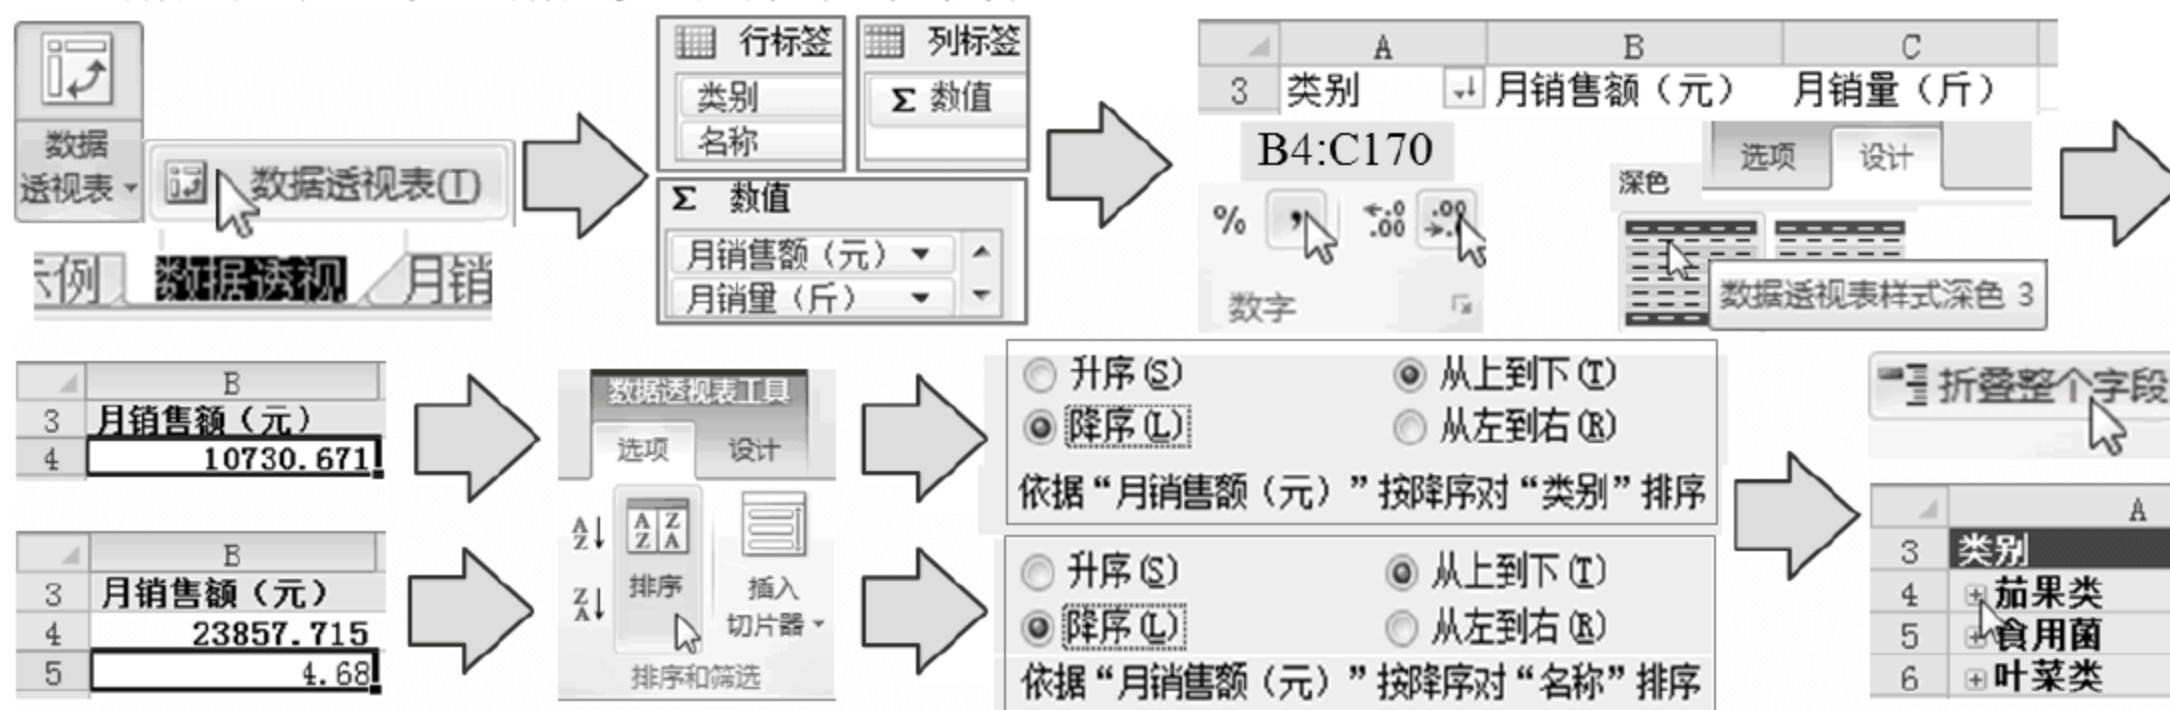 数据
透视表
数据透视表(T)
示例
数据透视
月销
行标签
类别
名称
列标签
Σ 数值
Σ 数值
月销售额（元）
月销量（斤）
A B C
3 类别 月销售额（元） 月销量（斤）
B4:C170
% , ←.0 .00 .00 →.0
数字
选项 设计
深色
数据透视表样式深色 3
B
3 月销售额（元）
4 10730.671
B
3 月销售额（元）
4 23857.715
5 4.68
数据透视表工具
选项 设计
A Z
Z A
A Z
Z A
排序
插入
切片器
排序和筛选
升序(S) 从上到下(T)
降序(L) 从左到右(R)
依据“月销售额（元）”按降序对“类别”排序
升序(S) 从上到下(T)
降序(L) 从左到右(R)
依据“月销售额（元）”按降序对“名称”排序
折叠整个字段
A
3 类别
4 茄果类
5 食用菌
6 叶菜类